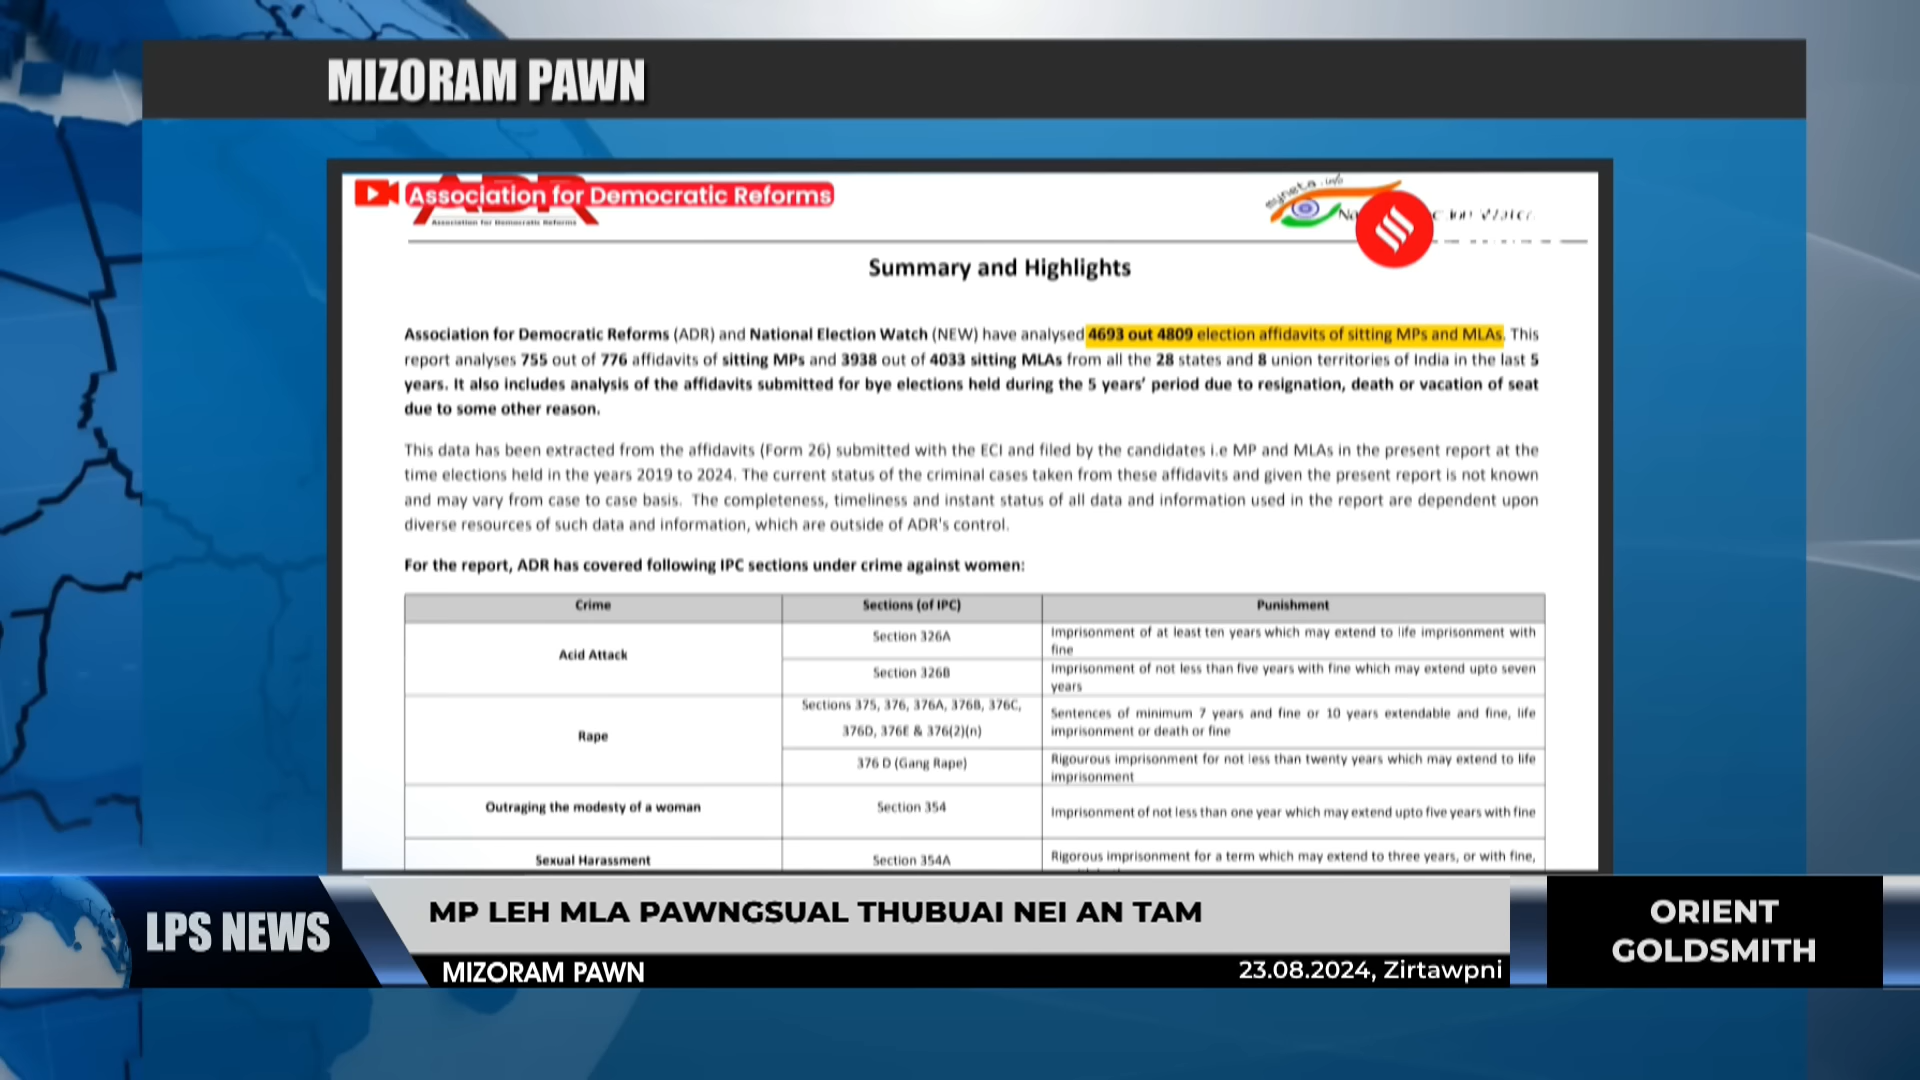 MIZORAM PAWN
Association for Democratic Reforms
Association for Democratic Reforms
myneta.info
Summary and Highlights
Association for Democratic Reforms (ADR) and National Election Watch (NEW) have analysed 4693 out 4809 election affidavits of sitting MPs and MLAs. This
report analyses 755 out of 776 affidavits of sitting MPs and 3938 out of 4033 sitting MLAs from all the 28 states and 8 union territories of India in the last 5
years. It also includes analysis of the affidavits submitted for bye elections held during the 5 years' period due to resignation, death or vacation of seat
due to some other reason.
This data has been extracted from the affidavits (Form 26) submitted with the ECI and filed by the candidates i.e MP and MLAs in the present report at the
time elections held in the years 2019 to 2024. The current status of the criminal cases taken from these affidavits and given the present report is not known
and may vary from case to case basis. The completeness, timeliness and instant status of all data and information used in the report are dependent upon
diverse resources of such data and information, which are outside of ADR's control.
For the report, ADR has covered following IPC sections under crime against women:
Crime Sections (of IPC) Punishment
Acid Attack
Section 326A
Imprisonment of at least ten years which may extend to life imprisonment with
fine
Section 326B
Imprisonment of not less than five years with fine which may extend upto seven
years
Rape
Sections 375, 376, 376A, 376B, 376C,
376D, 376E & 376(2)(n)
Sentences of minimum 7 years and fine or 10 years extendable and fine, life
imprisonment or death or fine
376 D (Gang Rape)
Rigourous imprisonment for not less than twenty years which may extend to life
imprisonment
Outraging the modesty of a woman Section 354 Imprisonment of not less than one year which may extend upto five years with fine
Sexual Harassment Section 354A Rigorous imprisonment for a term which may extend to three years, or with fine,
LPS NEWS
MP LEH MLA PAWNGSUAL THUBUAI NEI AN TAM
MIZORAM PAWN
23.08.2024, Zirtawpni
ORIENT
GOLDSMITH